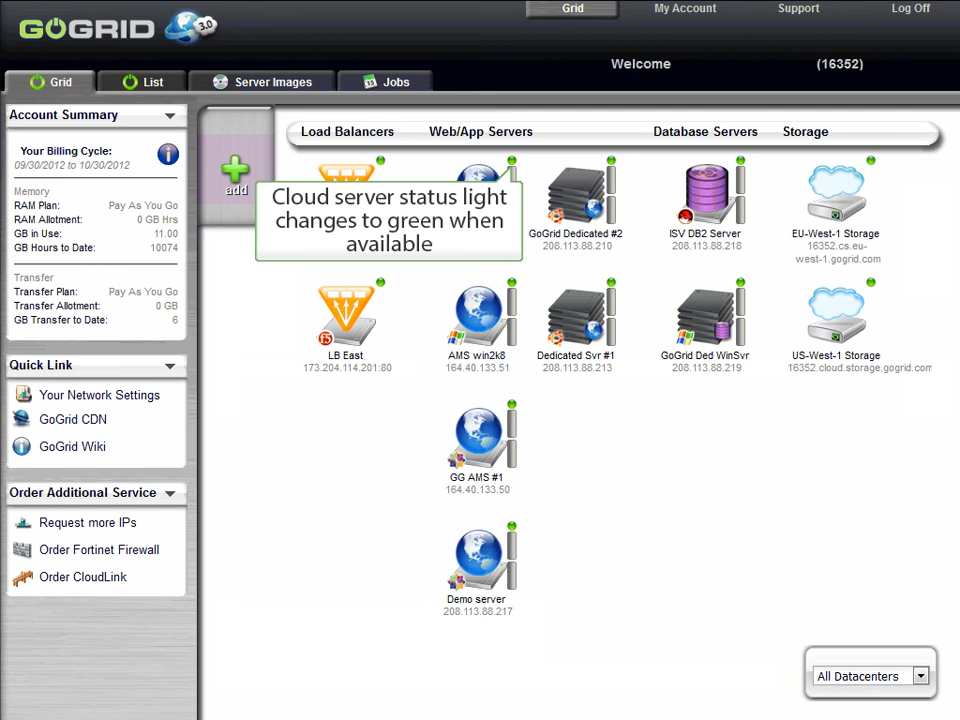 GOGRID 3.0
Grid
My Account
Support
Log Off
Welcome
(16352)
Grid
List
Server Images
31
Jobs
Account Summary
Your Billing Cycle:
09/30/2012 to 10/30/2012
Memory
RAM Plan: Pay As You Go
RAM Allotment: 0 GB Hrs
GB in Use: 11.00
GB Hours to Date: 10074
Transfer
Transfer Plan: Pay As You Go
Transfer Allotment: 0 GB
GB Transfer to Date: 6
Quick Link
Your Network Settings
GoGrid CDN
GoGrid Wiki
Order Additional Service
Request more IPs
Order Fortinet Firewall
Order CloudLink
add
Load Balancers
Web/App Servers
Database Servers
Storage
Cloud server status light
changes to green when
available
GoGrid Dedicated #2
208.113.88.210
ISV DB2 Server
208.113.88.218
EU-West-1 Storage
16352.cs.eu-
west-1.gogrid.com
f5
LB East
173.204.114.201:80
AMS win2k8
164.40.133.51
Dedicated Svr #1
208.113.88.213
GoGrid Ded WinSvr
208.113.88.219
US-West-1 Storage
16352.cloud.storage.gogrid.com
GG AMS #1
164.40.133.50
Demo server
208.113.88.217
All Datacenters